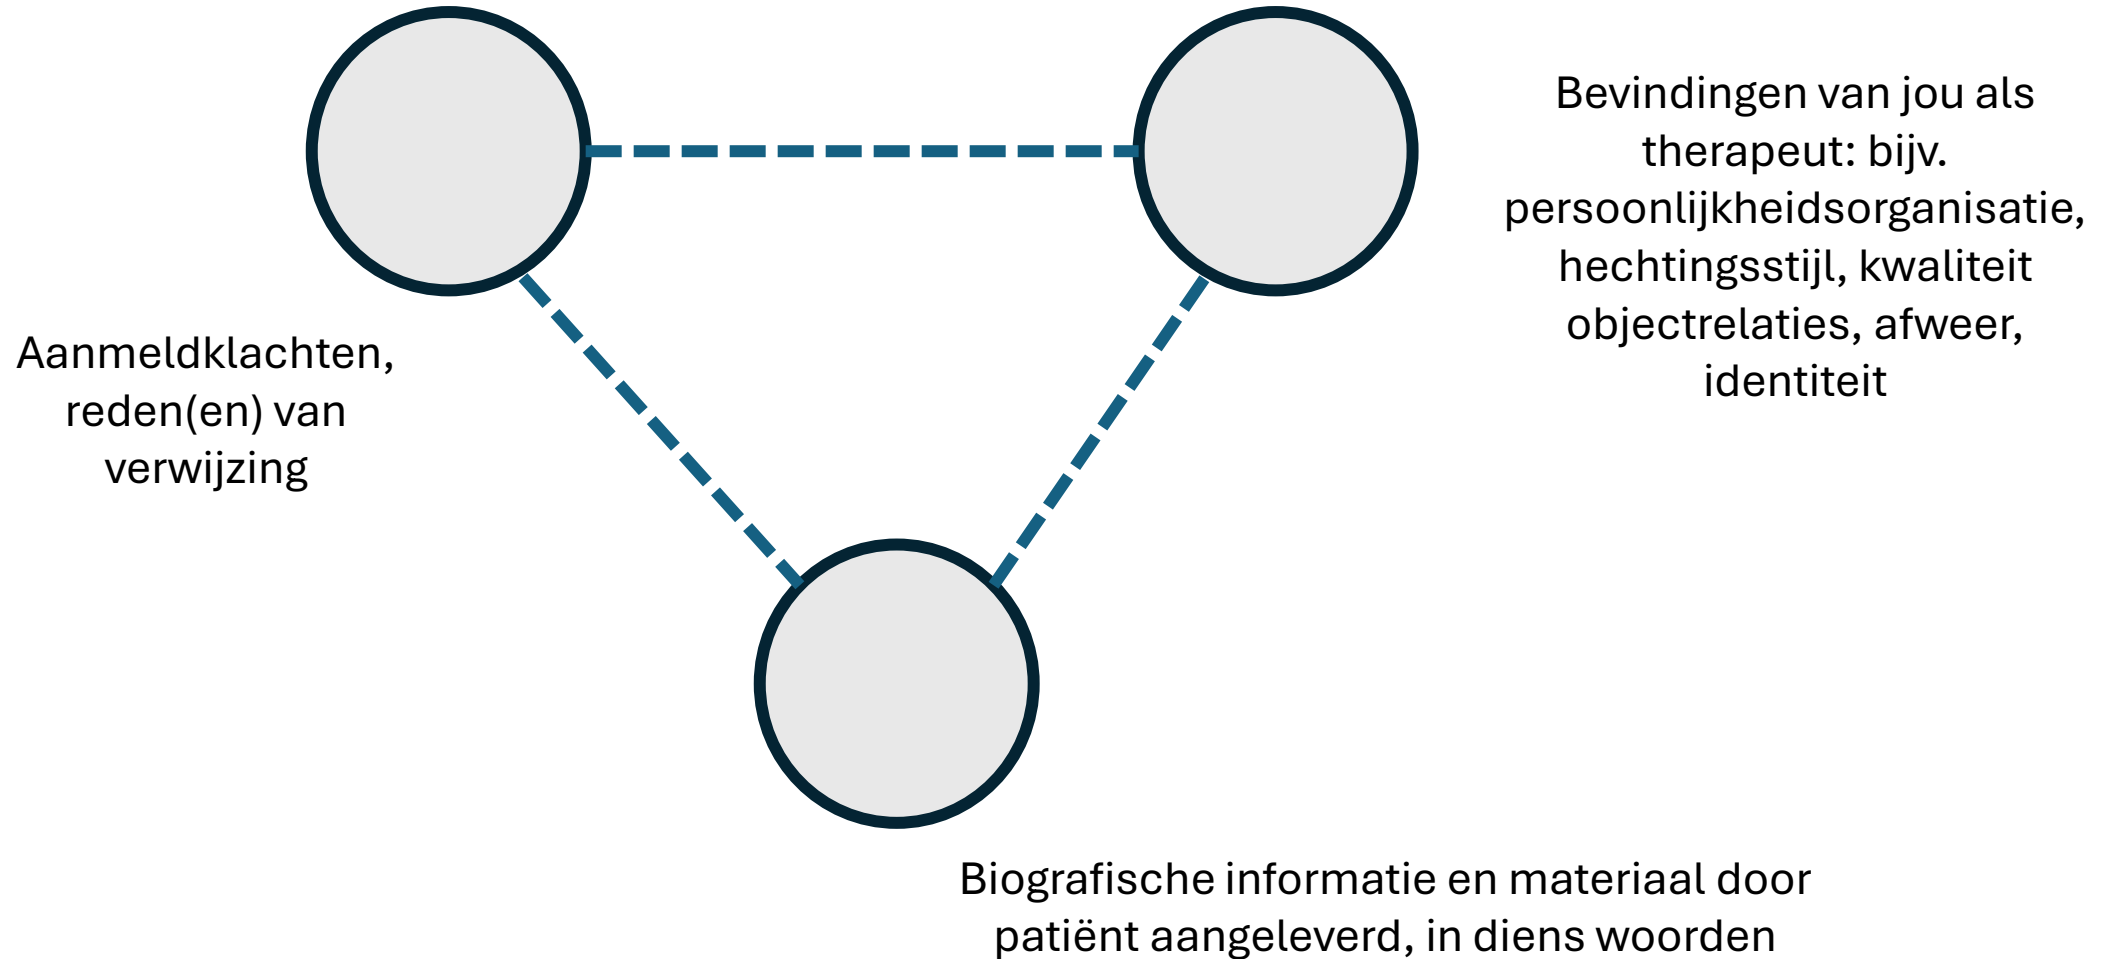 Aanmeldklachten,
reden(en) van
verwijzing
Bevindingen van jou als
therapeut: bijv.
persoonlijkheidsorganisatie,
hechtingsstijl, kwaliteit
objectrelaties, afweer,
identiteit
Biografische informatie en materiaal door
patiënt aangeleverd, in diens woorden